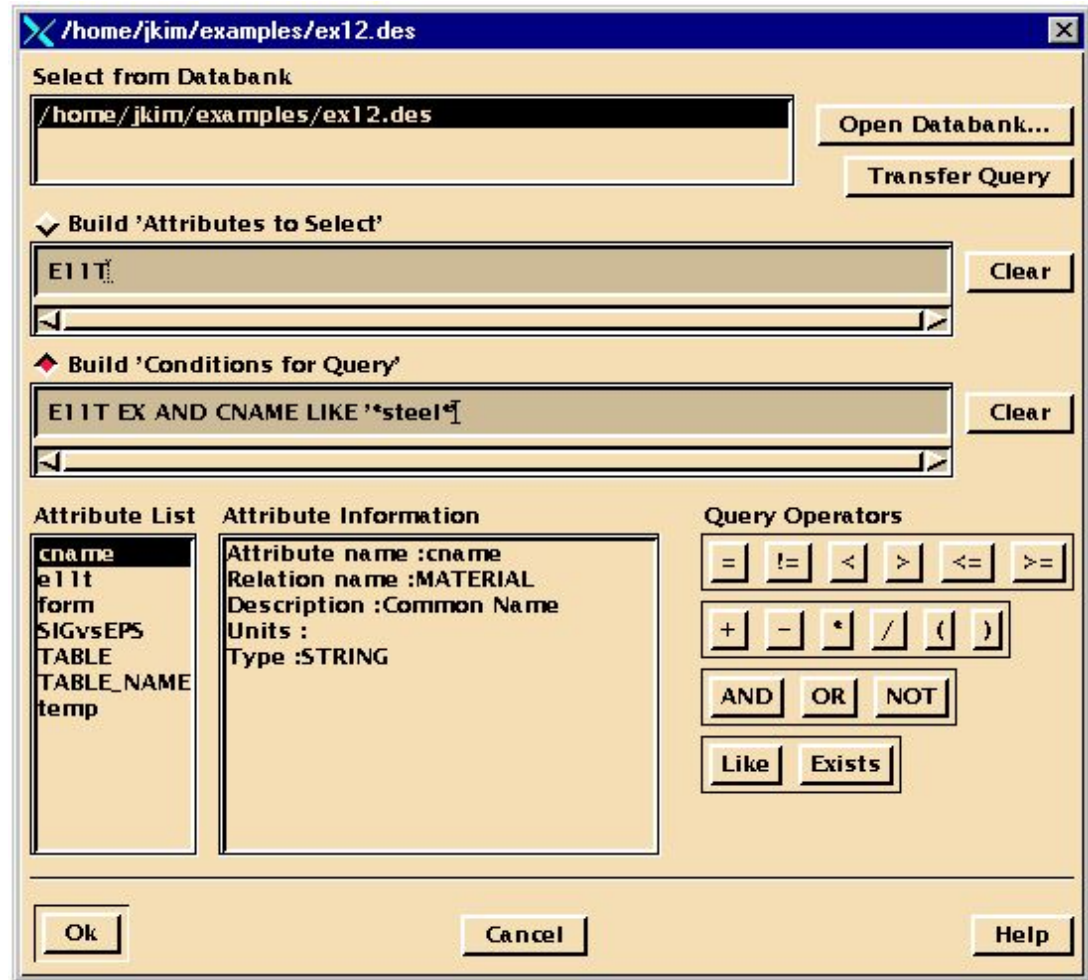 /home/jkim/examples/ex12.des
Select from Databank
/home/jkim/examples/ex12.des
Open Databank...
Transfer Query
Build 'Attributes to Select'
E11T
Clear
Build 'Conditions for Query'
E11T EX AND CNAME LIKE '*steel*
Clear
Attribute List
cname
e11t
form
SIGvsEPS
TABLE
TABLE_NAME
temp
Attribute Information
Attribute name :cname
Relation name :MATERIAL
Description :Common Name
Units :
Type :STRING
Query Operators
= != < > <= >=
+ - * / ( )
AND OR NOT
Like Exists
Ok Cancel Help